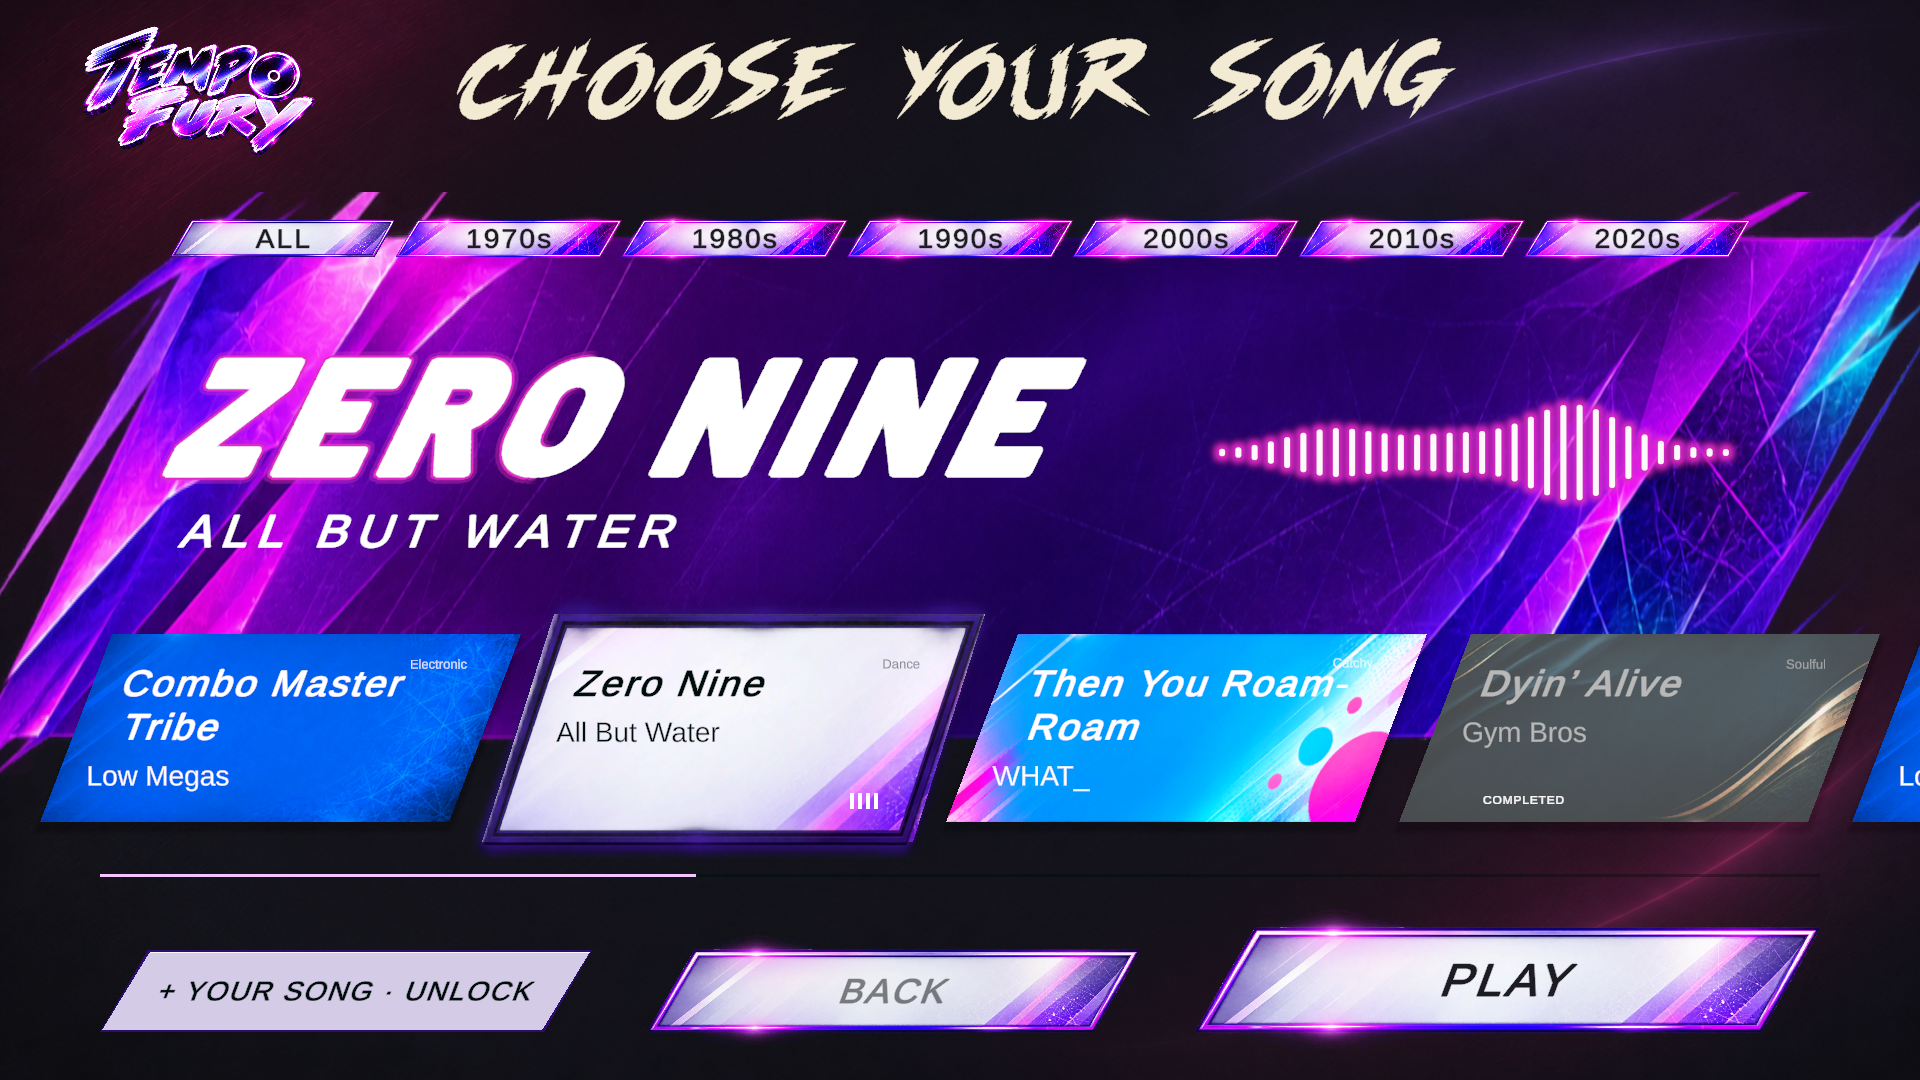 TEMPO
FURY
CHOOSE YOUR SONG
ALL
1970s
1980s
1990s
2000s
2010s
2020s
ZERO NINE
ALL BUT WATER
Combo Master
Tribe
Electronic
Low Megas
Zero Nine
Dance
All But Water
Then You Roam-
Roam
Catchy
WHAT_
Dyin’ Alive
Soulful
Gym Bros
COMPLETED
Lo
+ YOUR SONG · UNLOCK
BACK
PLAY